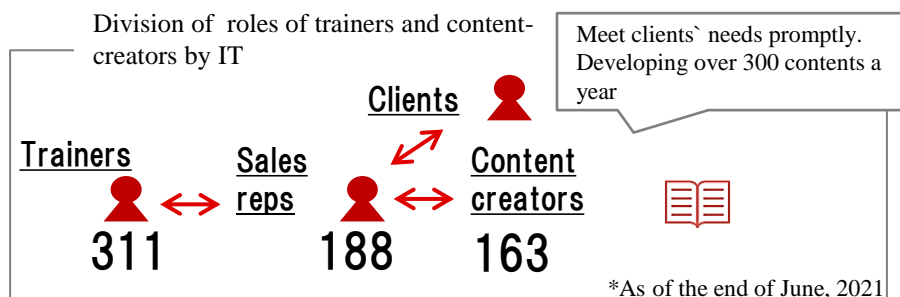 Division of  roles of trainers and content-
creators by IT
Meet clients` needs promptly.
Developing over 300 contents a
year
Clients
Trainers
Sales
reps
Content
creators
311
188
163
*As of the end of June, 2021